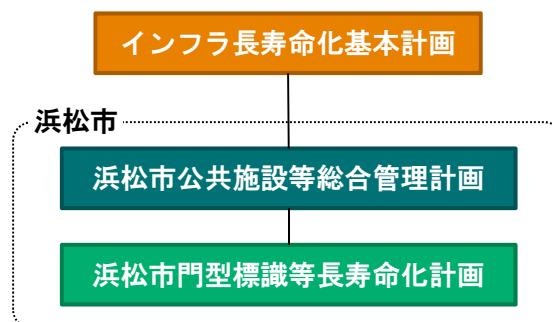 インフラ長寿命化基本計画
浜松市
浜松市公共施設等総合管理計画
浜松市門型標識等長寿命化計画